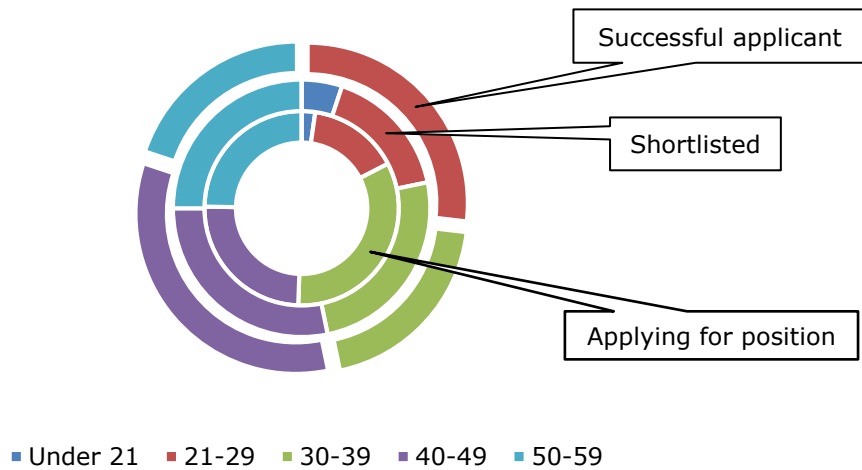 Successful applicant
Shortlisted
Applying for position
Under 21 21-29 30-39 40-49 50-59